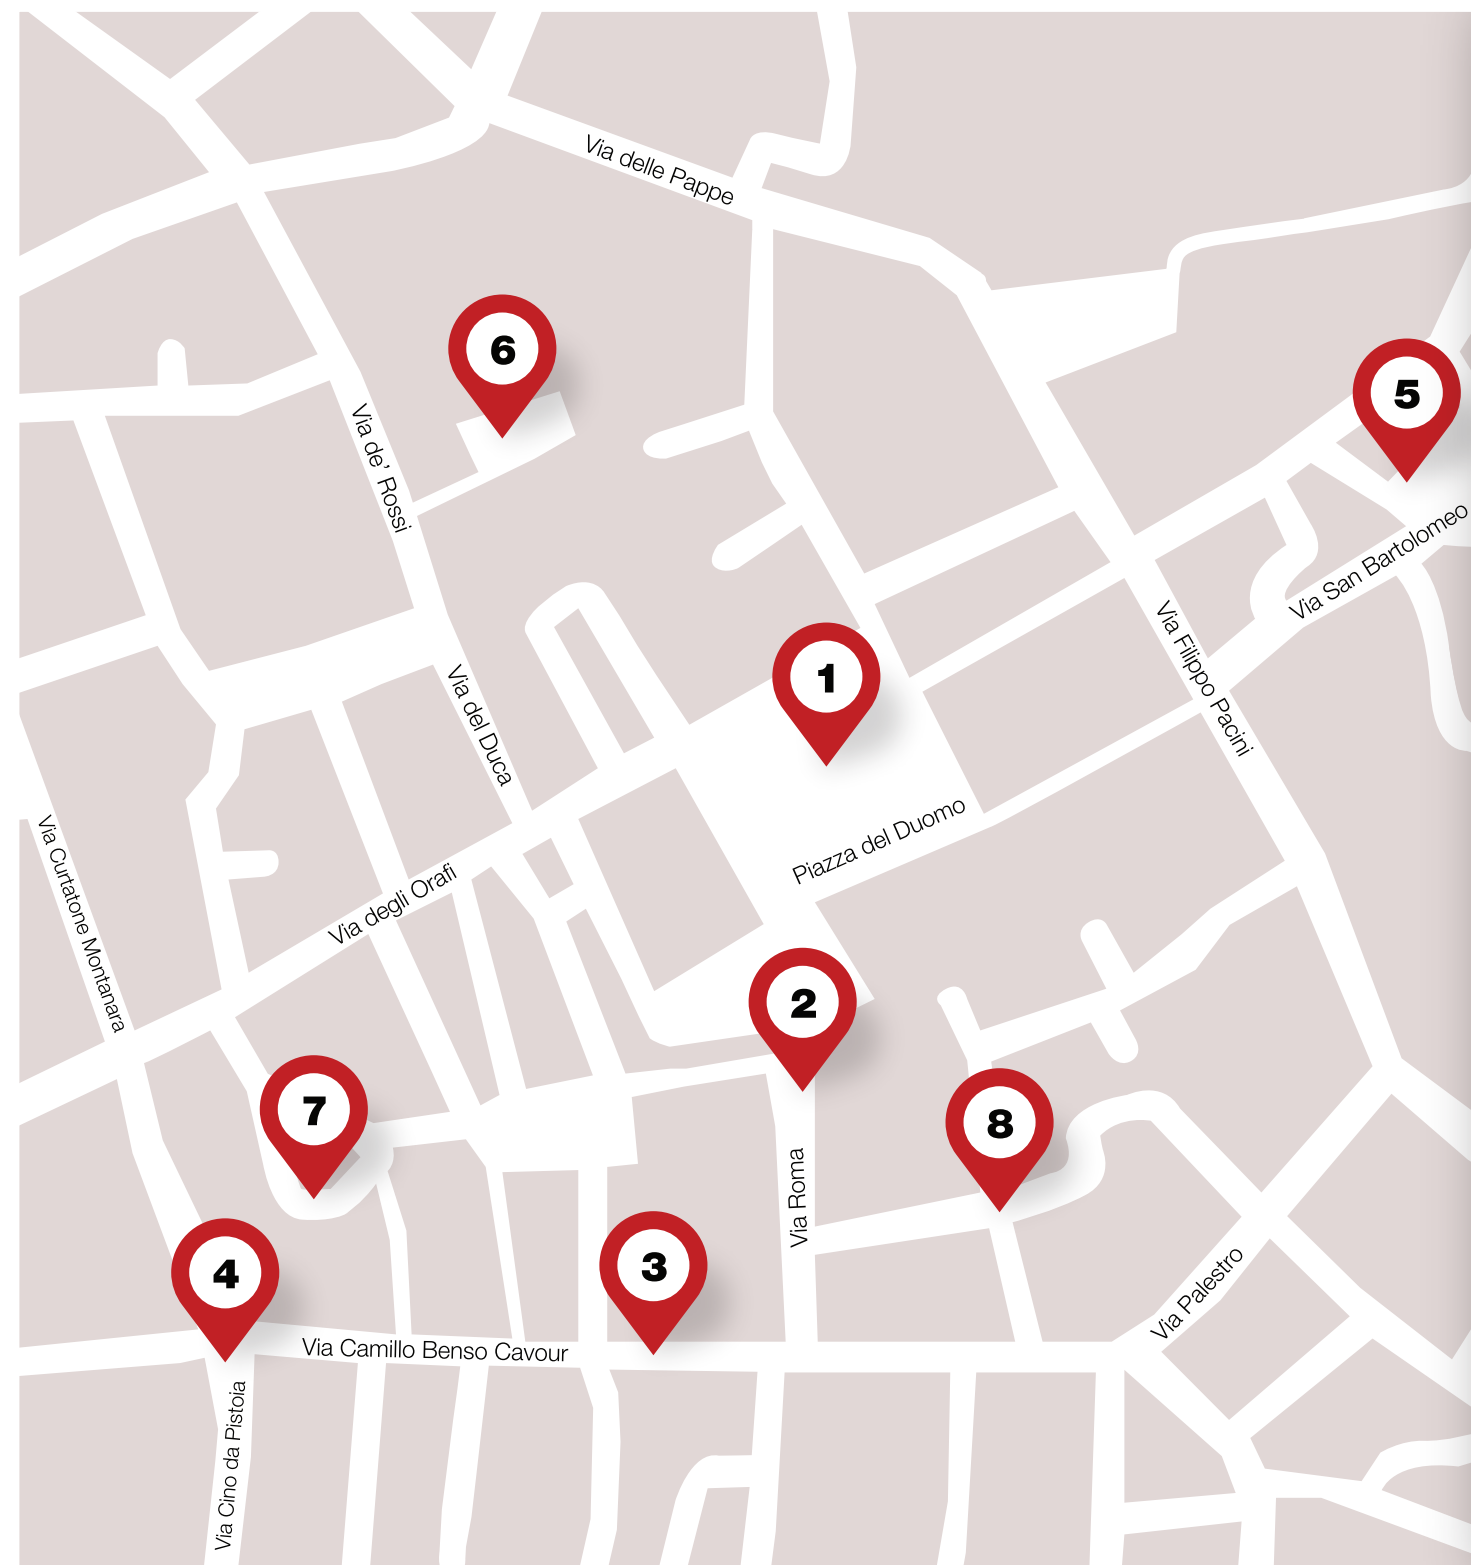 Via delle Pappe
6
5
Via de' Rossi
Via San Bartolomeo
1
Via Filippo Pacini
Via del Duca
Piazza del Duomo
Via Curtatone Montanara
Via degli Orafi
2
7
8
Via Roma
4
3
Via Palestro
Via Camillo Benso Cavour
Via Cino da Pistoia